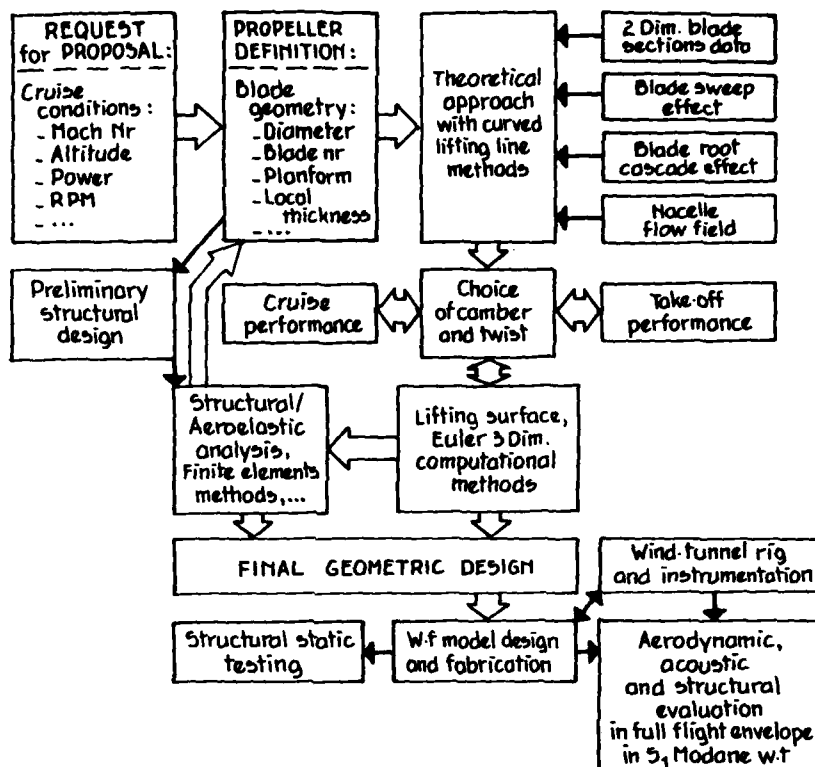 REQUEST
for PROPOSAL:
Cruise
conditions:
- Mach Nr
- Altitude
- Power
- RPM
- ...
PROPELLER
DEFINITION:
Blade
geometry:
- Diameter
- Blade nr
- Planform
- Local
thickness
- ...
Theoretical
approach
with curved
lifting line
methods
2 Dim. blade
sections data
Blade sweep
effect
Blade root
cascade effect
Nacelle
flow field
Preliminary
structural
design
Cruise
performance
Choice
of camber
and twist
Take-off
performance
Structural/
Aeroelastic
analysis,
Finite elements
methods,...
Lifting surface,
Euler 3 Dim.
computational
methods
FINAL GEOMETRIC DESIGN
Wind-tunnel rig
and instrumentation
Structural static
testing
W.f model design
and fabrication
Aerodynamic,
acoustic
and structural
evaluation
in full flight envelope
in S1 Modane w.t